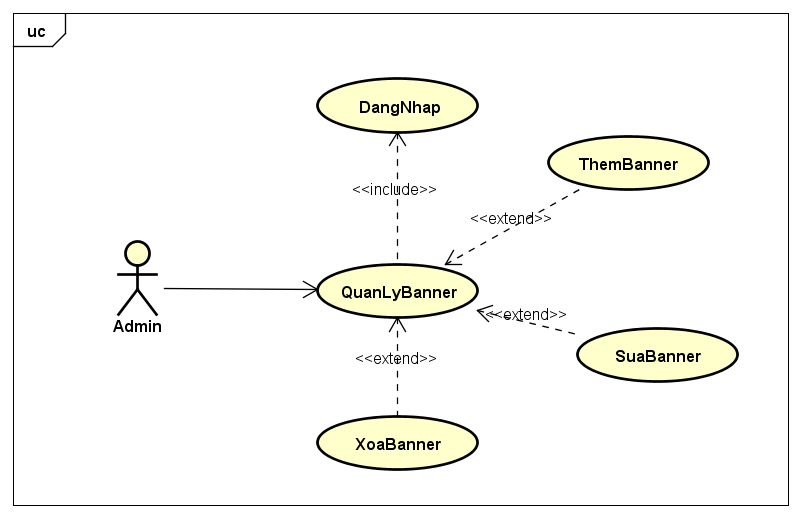 uc
DangNhap
ThemBanner
<<include>>
<<extend>>
QuanLyBanner
<<extend>>
Admin
<<extend>>
SuaBanner
XoaBanner